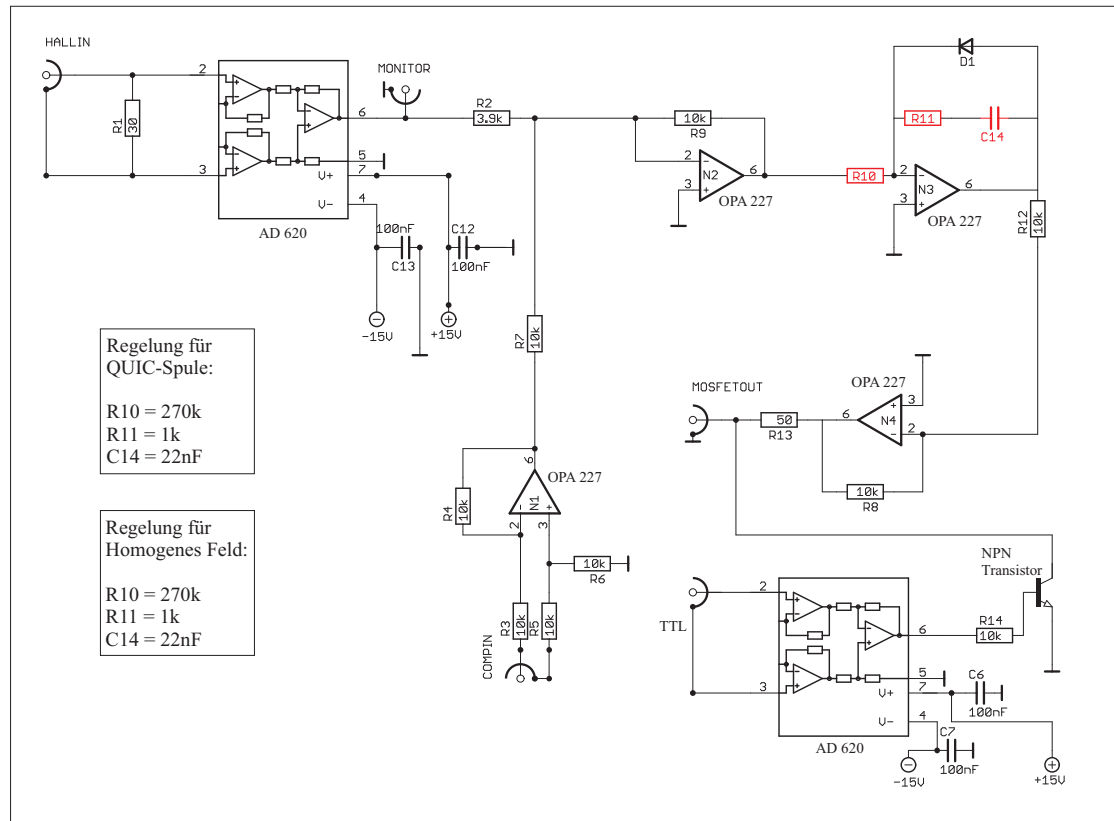 HALLIN
R1
30
2
3
6
5
7
4
V+
V-
AD 620
MONITOR
R2
3.9k
100nF
C13
C12
100nF
-15V
+15V
R7
10k
10k
R9
2
3
6
N2
OPA 227
R10
D1
R11
C14
2
3
6
N3
OPA 227
R12
10k
Regelung für
QUIC-Spule:
R10 = 270k
R11 = 1k
C14 = 22nF
Regelung für
Homogenes Feld:
R10 = 270k
R11 = 1k
C14 = 22nF
MOSFETOUT
50
R13
OPA 227
6
N4
3
2
10k
R8
6
OPA 227
N1
2
3
R4
10k
10k
R6
R3
10k
R5
10k
COMPIN
TTL
2
3
6
5
7
4
V+
V-
AD 620
R14
10k
NPN
Transistor
C6
100nF
C7
100nF
-15V
+15V